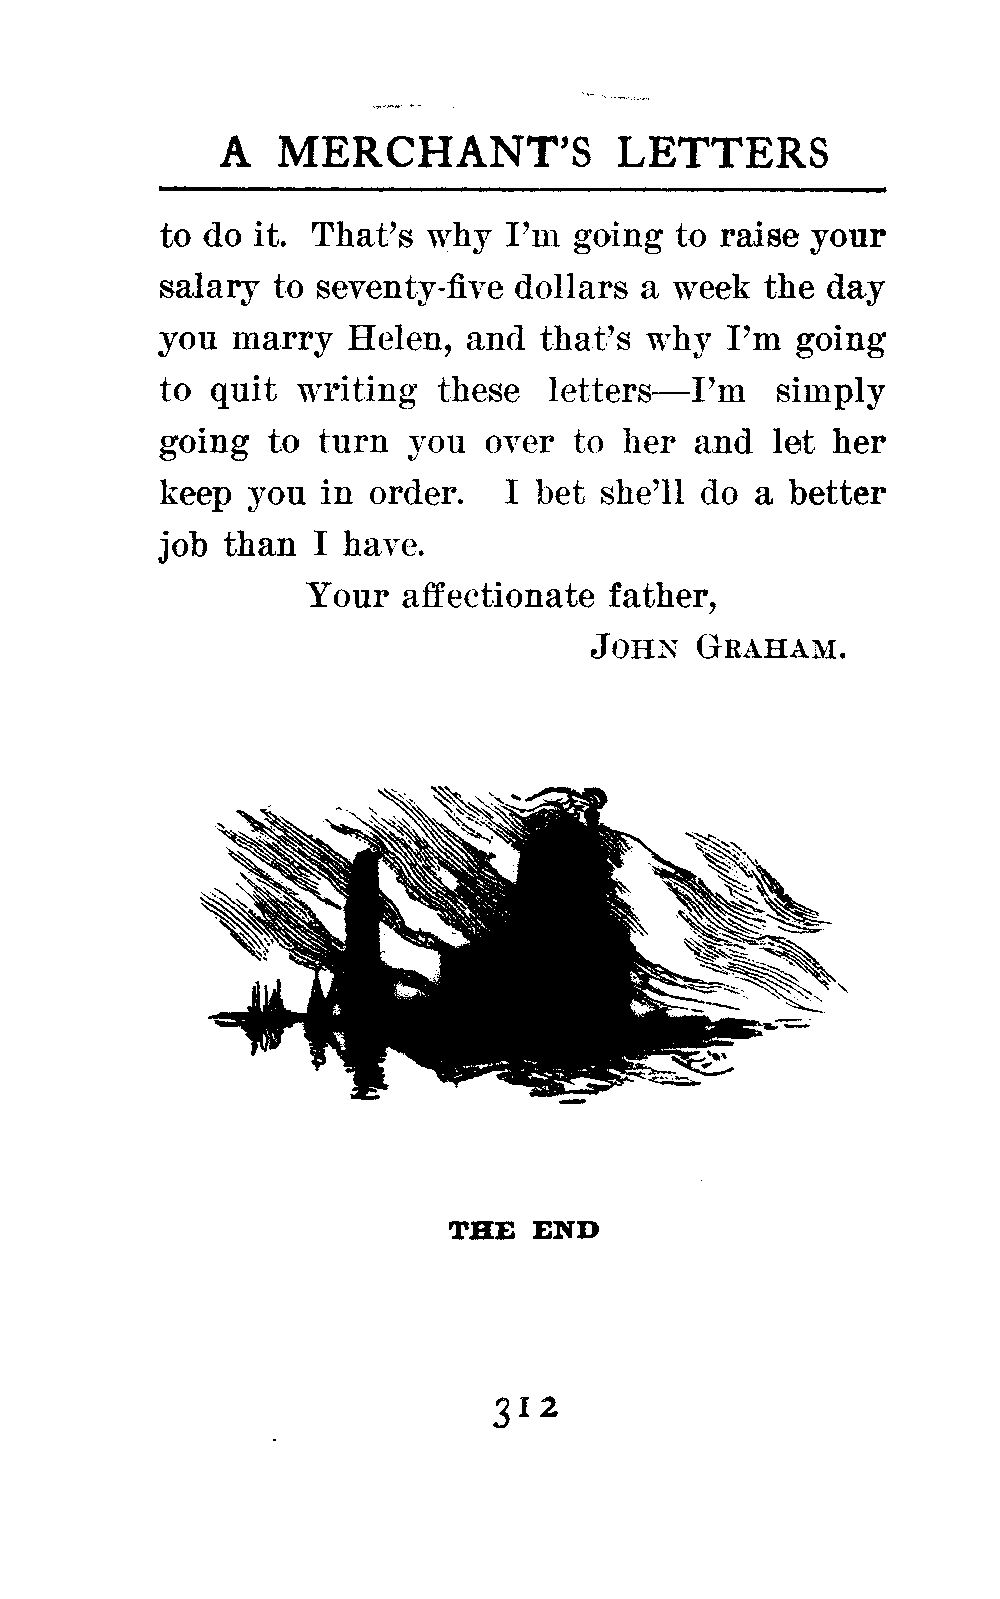 A MERCHANT'S LETTERS
to do it. That's why I'm going to raise your
salary to seventy-five dollars a week the day
you marry Helen, and that's why I'm going
to quit writing these letters—I'm simply
going to turn you over to her and let her
keep you in order. I bet she'll do a better
job than I have.
Your affectionate father,
JOHN GRAHAM.
THE END
312